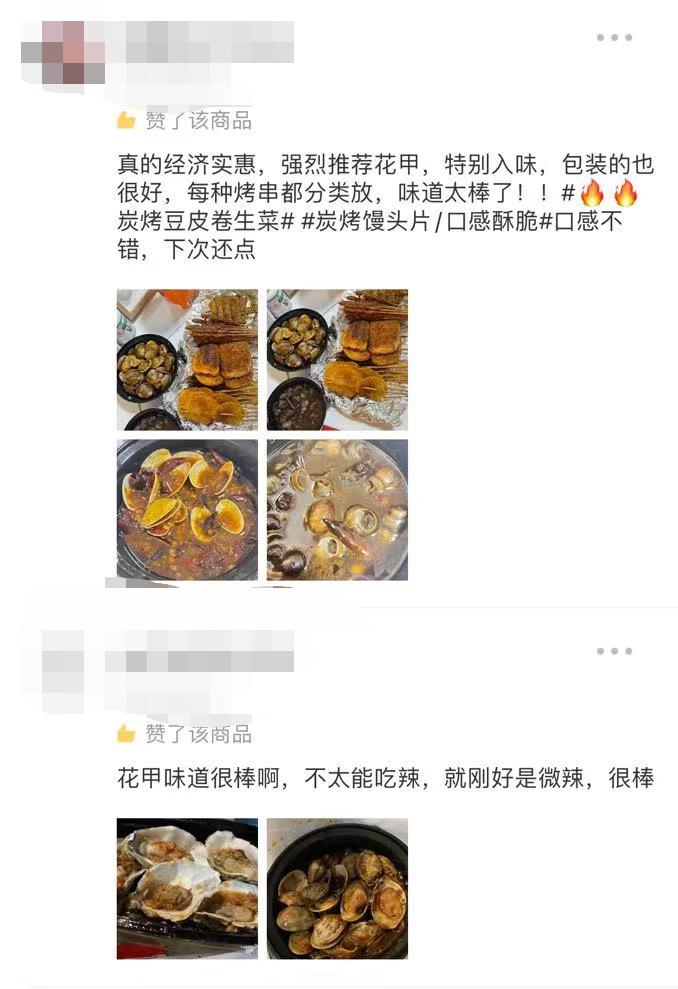 赞了该商品
真的经济实惠，强烈推荐花甲，特别入味，包装的也
很好，每种烤串都分类放，味道太棒了！！#🔥🔥
炭烤豆皮卷生菜# #炭烤馒头片/口感酥脆#口感不
错，下次还点
赞了该商品
花甲味道很棒啊，不太能吃辣，就刚好是微辣，很棒